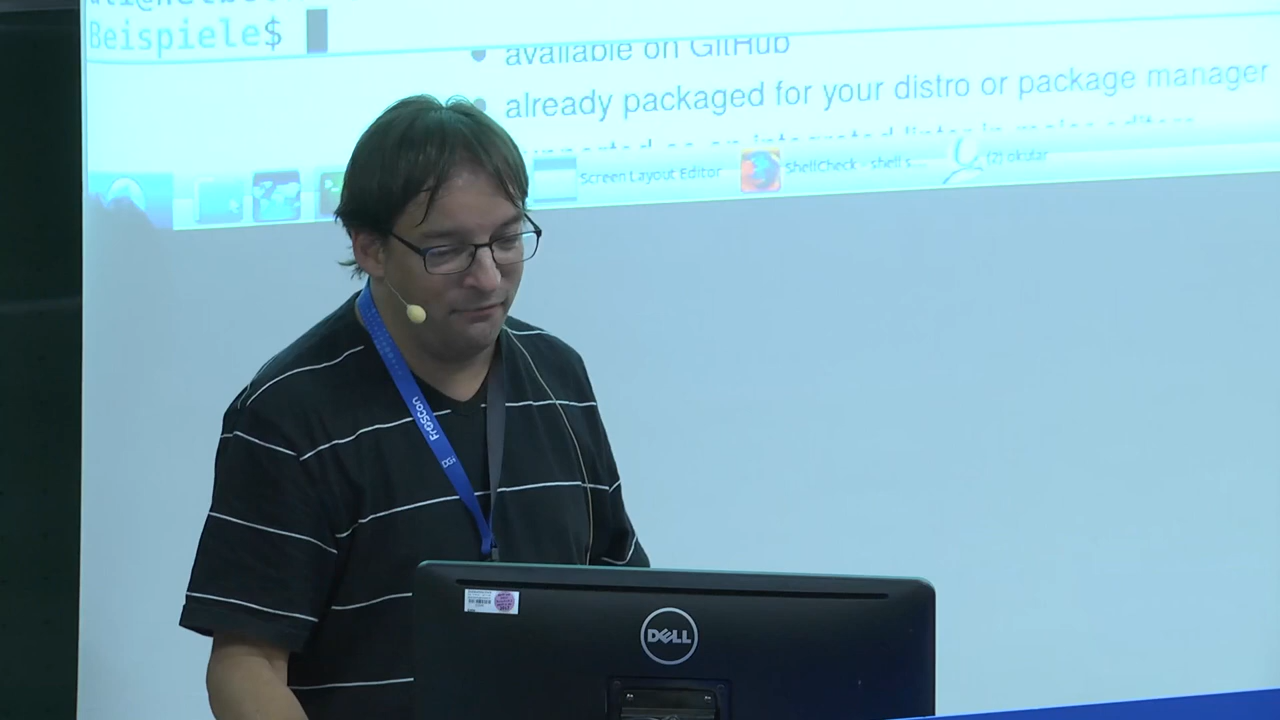 Beispiele$
available on GitHub
already packaged for your distro or package manager
Screen Layout Editor
ShellCheck - shell s...
(2) okular
FrOSCon
DELL